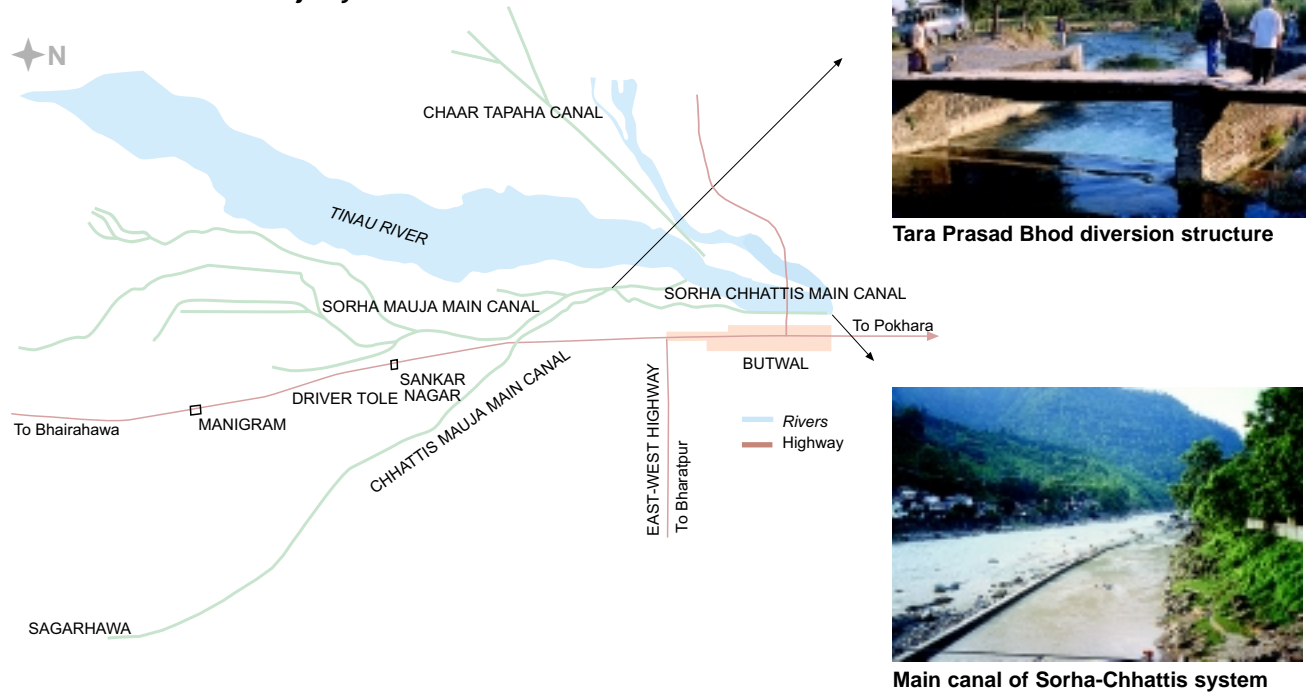 N
CHAAR TAPAHA CANAL
TINAU RIVER
SORHA MAUJA MAIN CANAL
SORHA CHHATTIS MAIN CANAL
To Pokhara
BUTWAL
SANKAR
NAGAR
DRIVER TOLE
MANIGRAM
To Bhairahawa
CHHATTIS MAUJA MAIN CANAL
EAST-WEST HIGHWAY
To Bharatpur
Rivers
Highway
SAGARHAWA
Tara Prasad Bhod diversion structure
Main canal of Sorha-Chhattis system